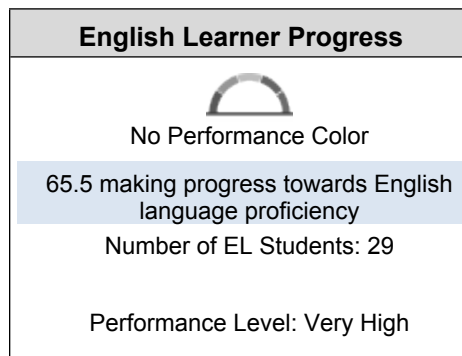 English Learner Progress
No Performance Color
65.5 making progress towards English
language proficiency
Number of EL Students: 29
Performance Level: Very High